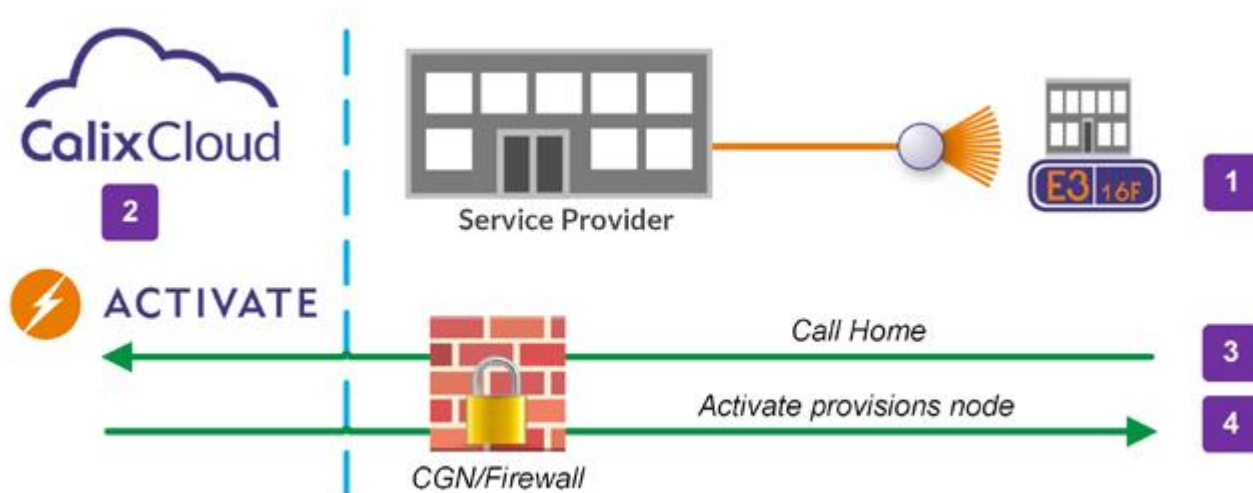 CalixCloud
2
Service Provider
E3 16F
1
ACTIVATE
Call Home
3
Activate provisions node
4
CGN/Firewall